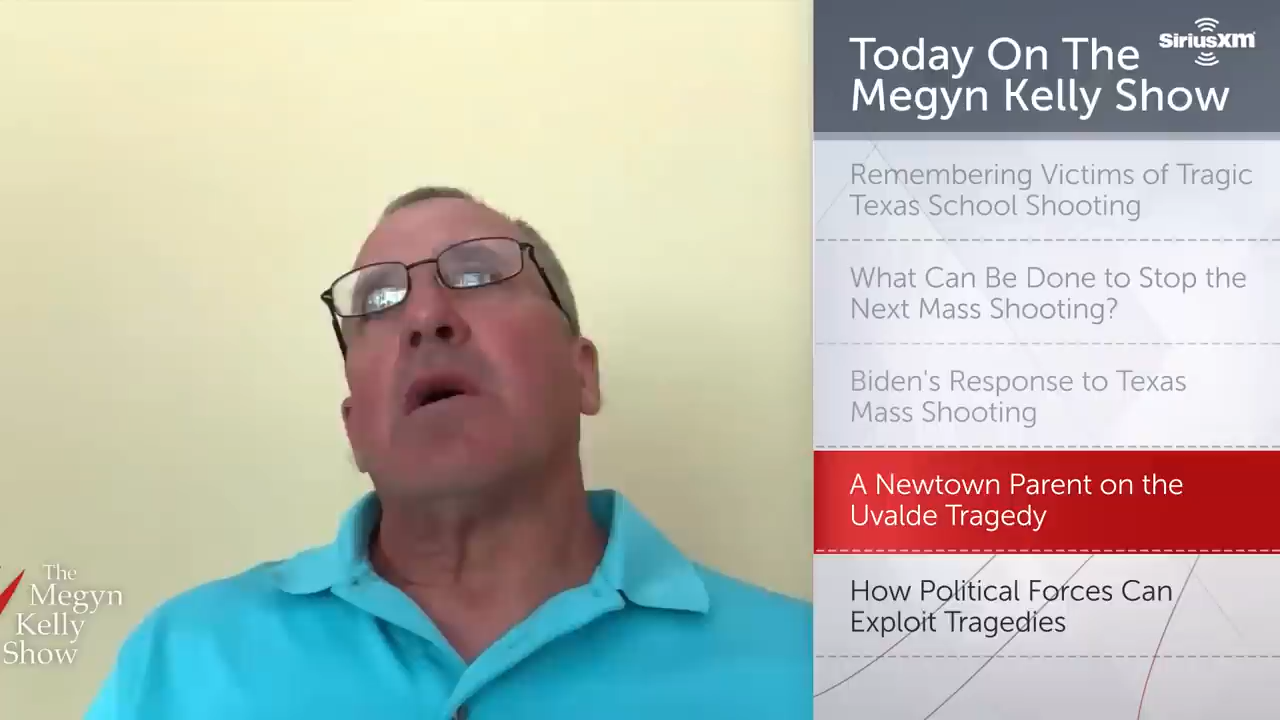 Today On The
Megyn Kelly Show
SiriusXM
Remembering Victims of Tragic
Texas School Shooting
What Can Be Done to Stop the
Next Mass Shooting?
Biden's Response to Texas
Mass Shooting
A Newtown Parent on the
Uvalde Tragedy
How Political Forces Can
Exploit Tragedies
The
Megyn
Kelly
Show